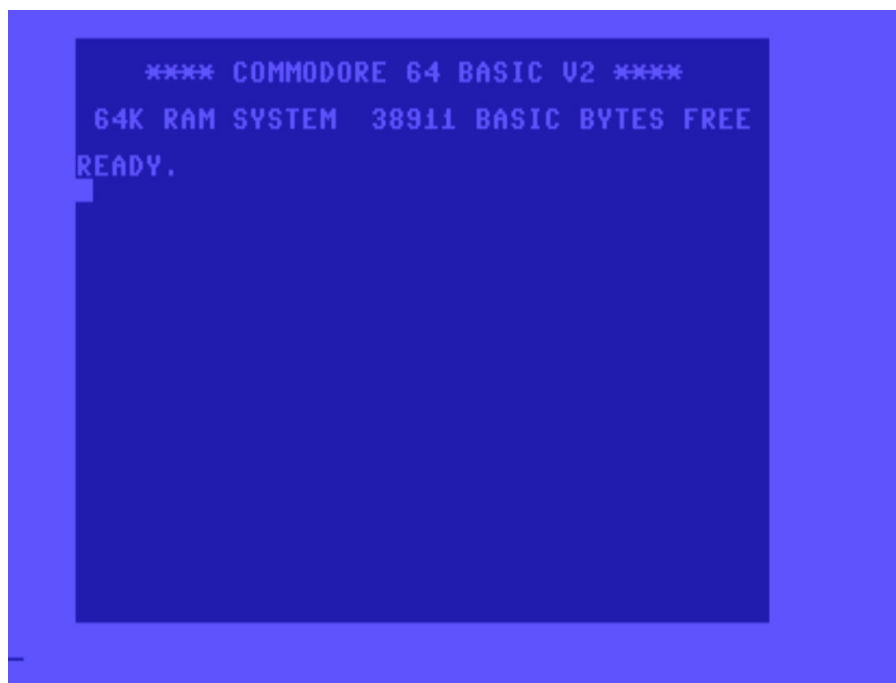 **** COMMODORE 64 BASIC V2 ****
64K RAM SYSTEM  38911 BASIC BYTES FREE
READY.